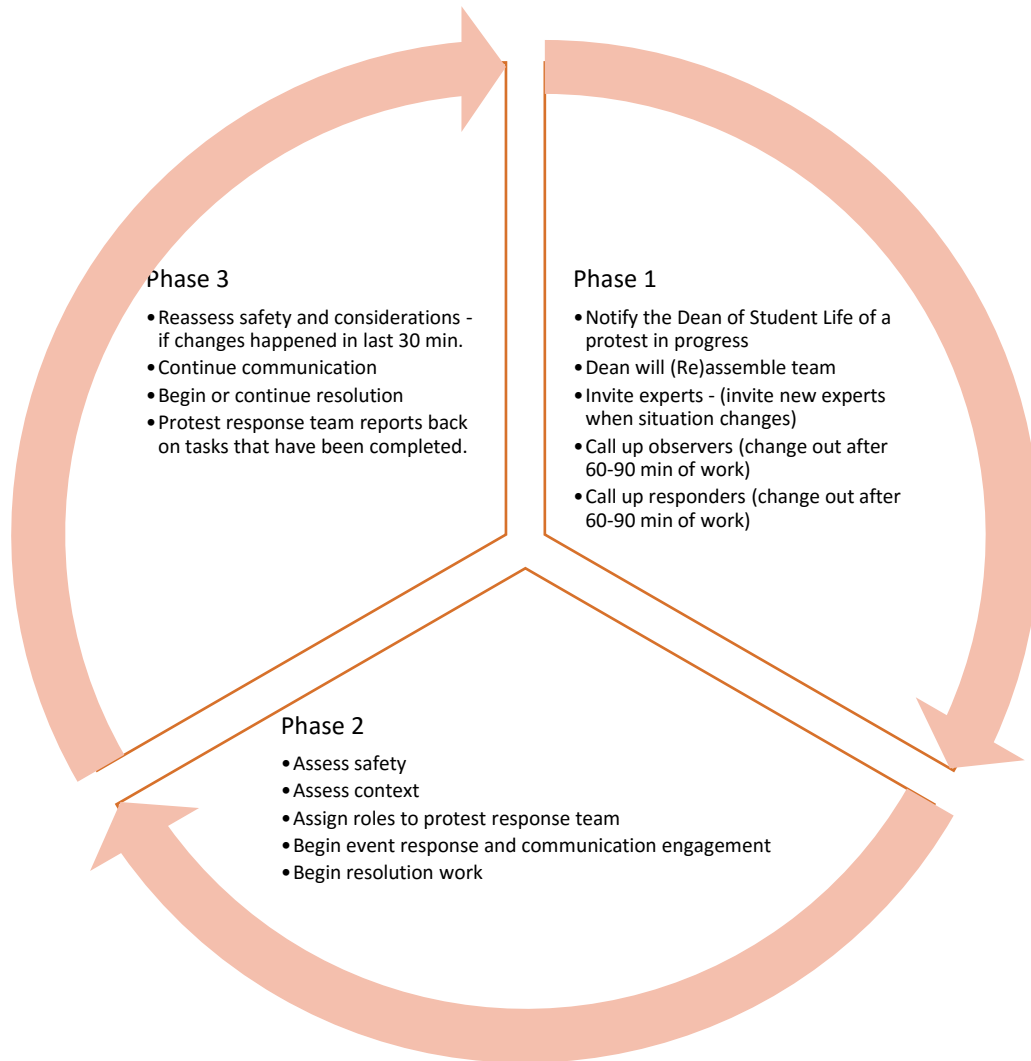 Phase 3
•Reassess safety and considerations -
if changes happened in last 30 min.
•Continue communication
•Begin or continue resolution
•Protest response team reports back
on tasks that have been completed.
Phase 1
•Notify the Dean of Student Life of a
protest in progress
•Dean will (Re)assemble team
•Invite experts - (invite new experts
when situation changes)
•Call up observers (change out after
60-90 min of work)
•Call up responders (change out after
60-90 min of work)
Phase 2
•Assess safety
•Assess context
•Assign roles to protest response team
•Begin event response and communication engagement
•Begin resolution work